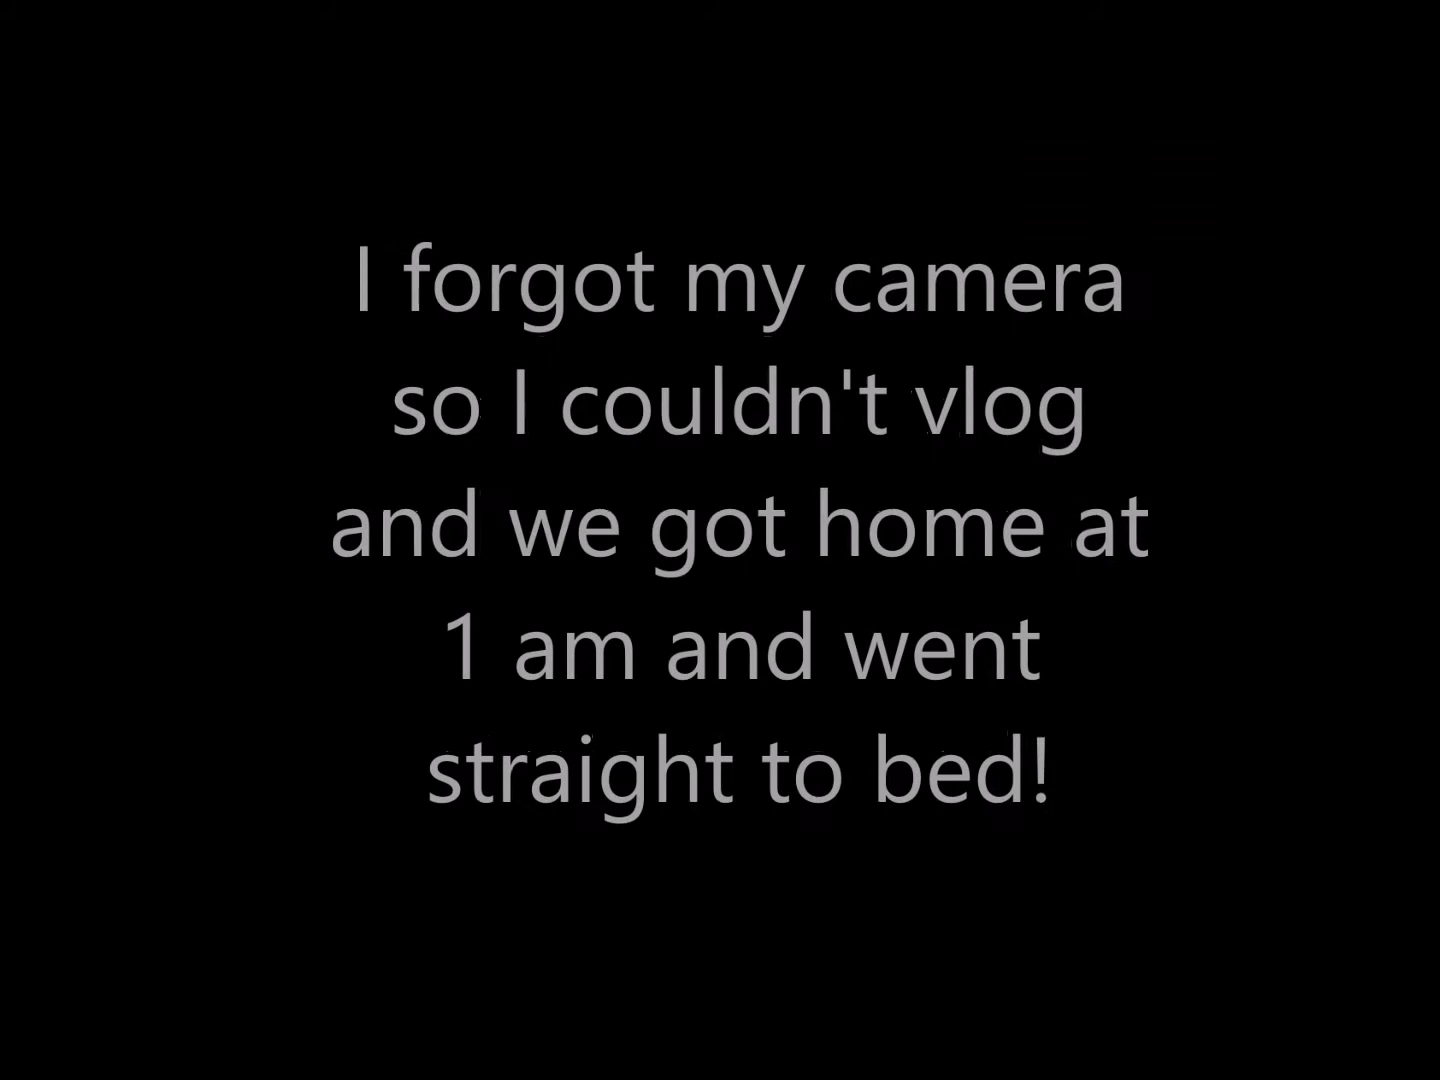 I forgot my camera
so I couldn't vlog
and we got home at
1 am and went
straight to bed!